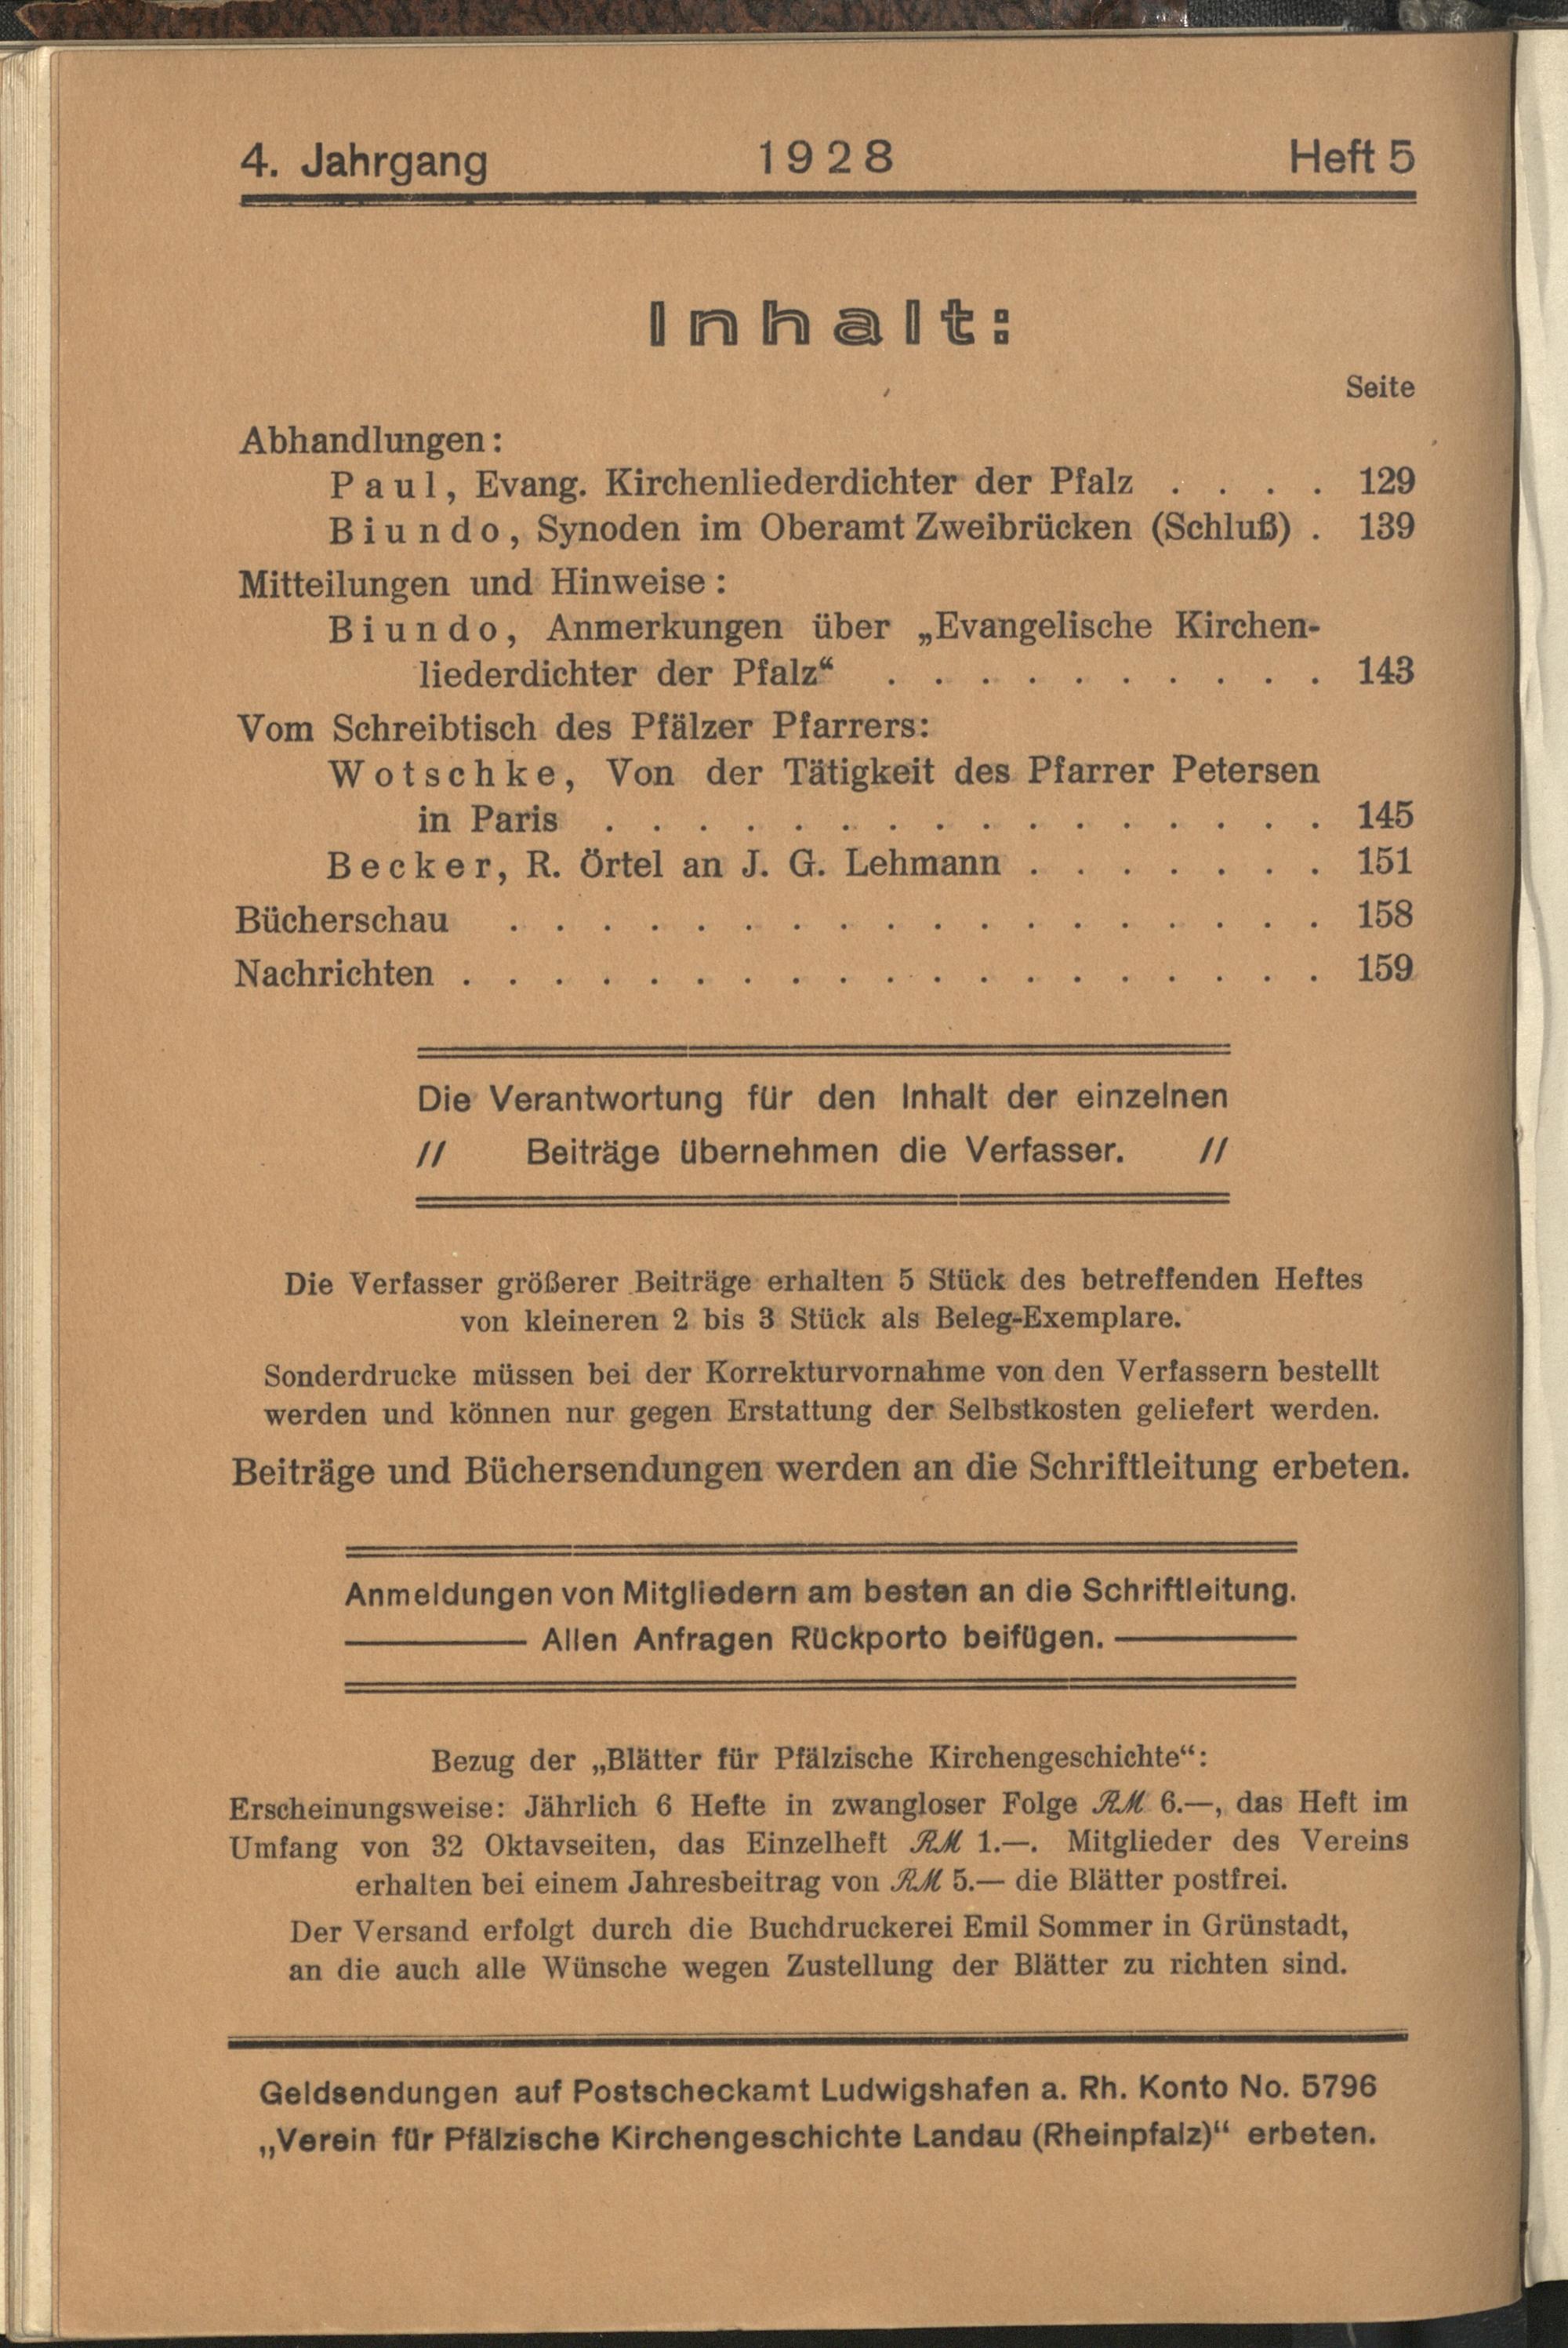 4. Jahrgang 1928 Heft 5
Inhalt:
Seite
Abhandlungen:
Paul, Evang. Kirchenliederdichter der Pfalz . . . . 129
Biundo, Synoden im Oberamt Zweibrücken (Schluß) . 139
Mitteilungen und Hinweise:
Biundo, Anmerkungen über „Evangelische Kirchen-
liederdichter der Pfalz“ . . . . . . . . . . 143
Vom Schreibtisch des Pfälzer Pfarrers:
Wotschke, Von der Tätigkeit des Pfarrer Petersen
in Paris . . . . . . . . . . . . . . . . 145
Becker, R. Örtel an J. G. Lehmann . . . . . . . 151
Bücherschau . . . . . . . . . . . . . . . . . . 158
Nachrichten . . . . . . . . . . . . . . . . . . . 159
Die Verantwortung für den Inhalt der einzelnen
// Beiträge übernehmen die Verfasser. //
Die Verfasser größerer Beiträge erhalten 5 Stück des betreffenden Heftes
von kleineren 2 bis 3 Stück als Beleg-Exemplare.
Sonderdrucke müssen bei der Korrekturvornahme von den Verfassern bestellt
werden und können nur gegen Erstattung der Selbstkosten geliefert werden.
Beiträge und Büchersendungen werden an die Schriftleitung erbeten.
Anmeldungen von Mitgliedern am besten an die Schriftleitung.
Allen Anfragen Rückporto beifügen.
Bezug der „Blätter für Pfälzische Kirchengeschichte“:
Erscheinungsweise: Jährlich 6 Hefte in zwangloser Folge RM 6.—, das Heft im
Umfang von 32 Oktavseiten, das Einzelheft RM 1.—. Mitglieder des Vereins
erhalten bei einem Jahresbeitrag von RM 5.— die Blätter postfrei.
Der Versand erfolgt durch die Buchdruckerei Emil Sommer in Grünstadt,
an die auch alle Wünsche wegen Zustellung der Blätter zu richten sind.
Geldsendungen auf Postscheckamt Ludwigshafen a. Rh. Konto No. 5796
„Verein für Pfälzische Kirchengeschichte Landau (Rheinpfalz)“ erbeten.